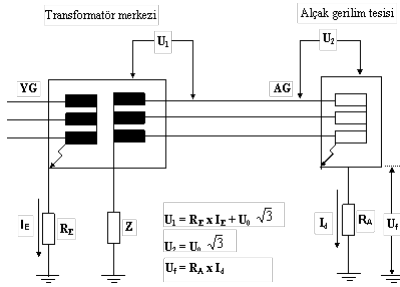 Transformatör merkezi
Alçak gerilim tesisi
U1
U2
YG
AG
IE
RE
Z
Id
RA
Uf
U1 = RE x IE + U0 √3
U2 = U0 √3
Uf = RA x Id